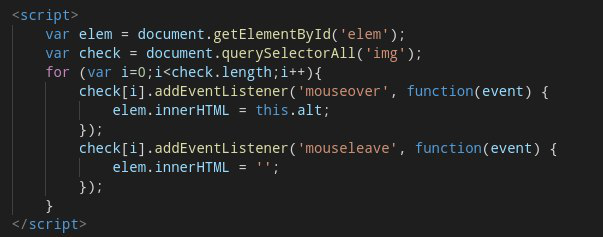 <script>
    var elem = document.getElementById('elem');
    var check = document.querySelectorAll('img');
    for (var i=0;i<check.length;i++){
        check[i].addEventListener('mouseover', function(event) {
            elem.innerHTML = this.alt;
        });
        check[i].addEventListener('mouseleave', function(event) {
            elem.innerHTML = '';
        });
    }
</script>